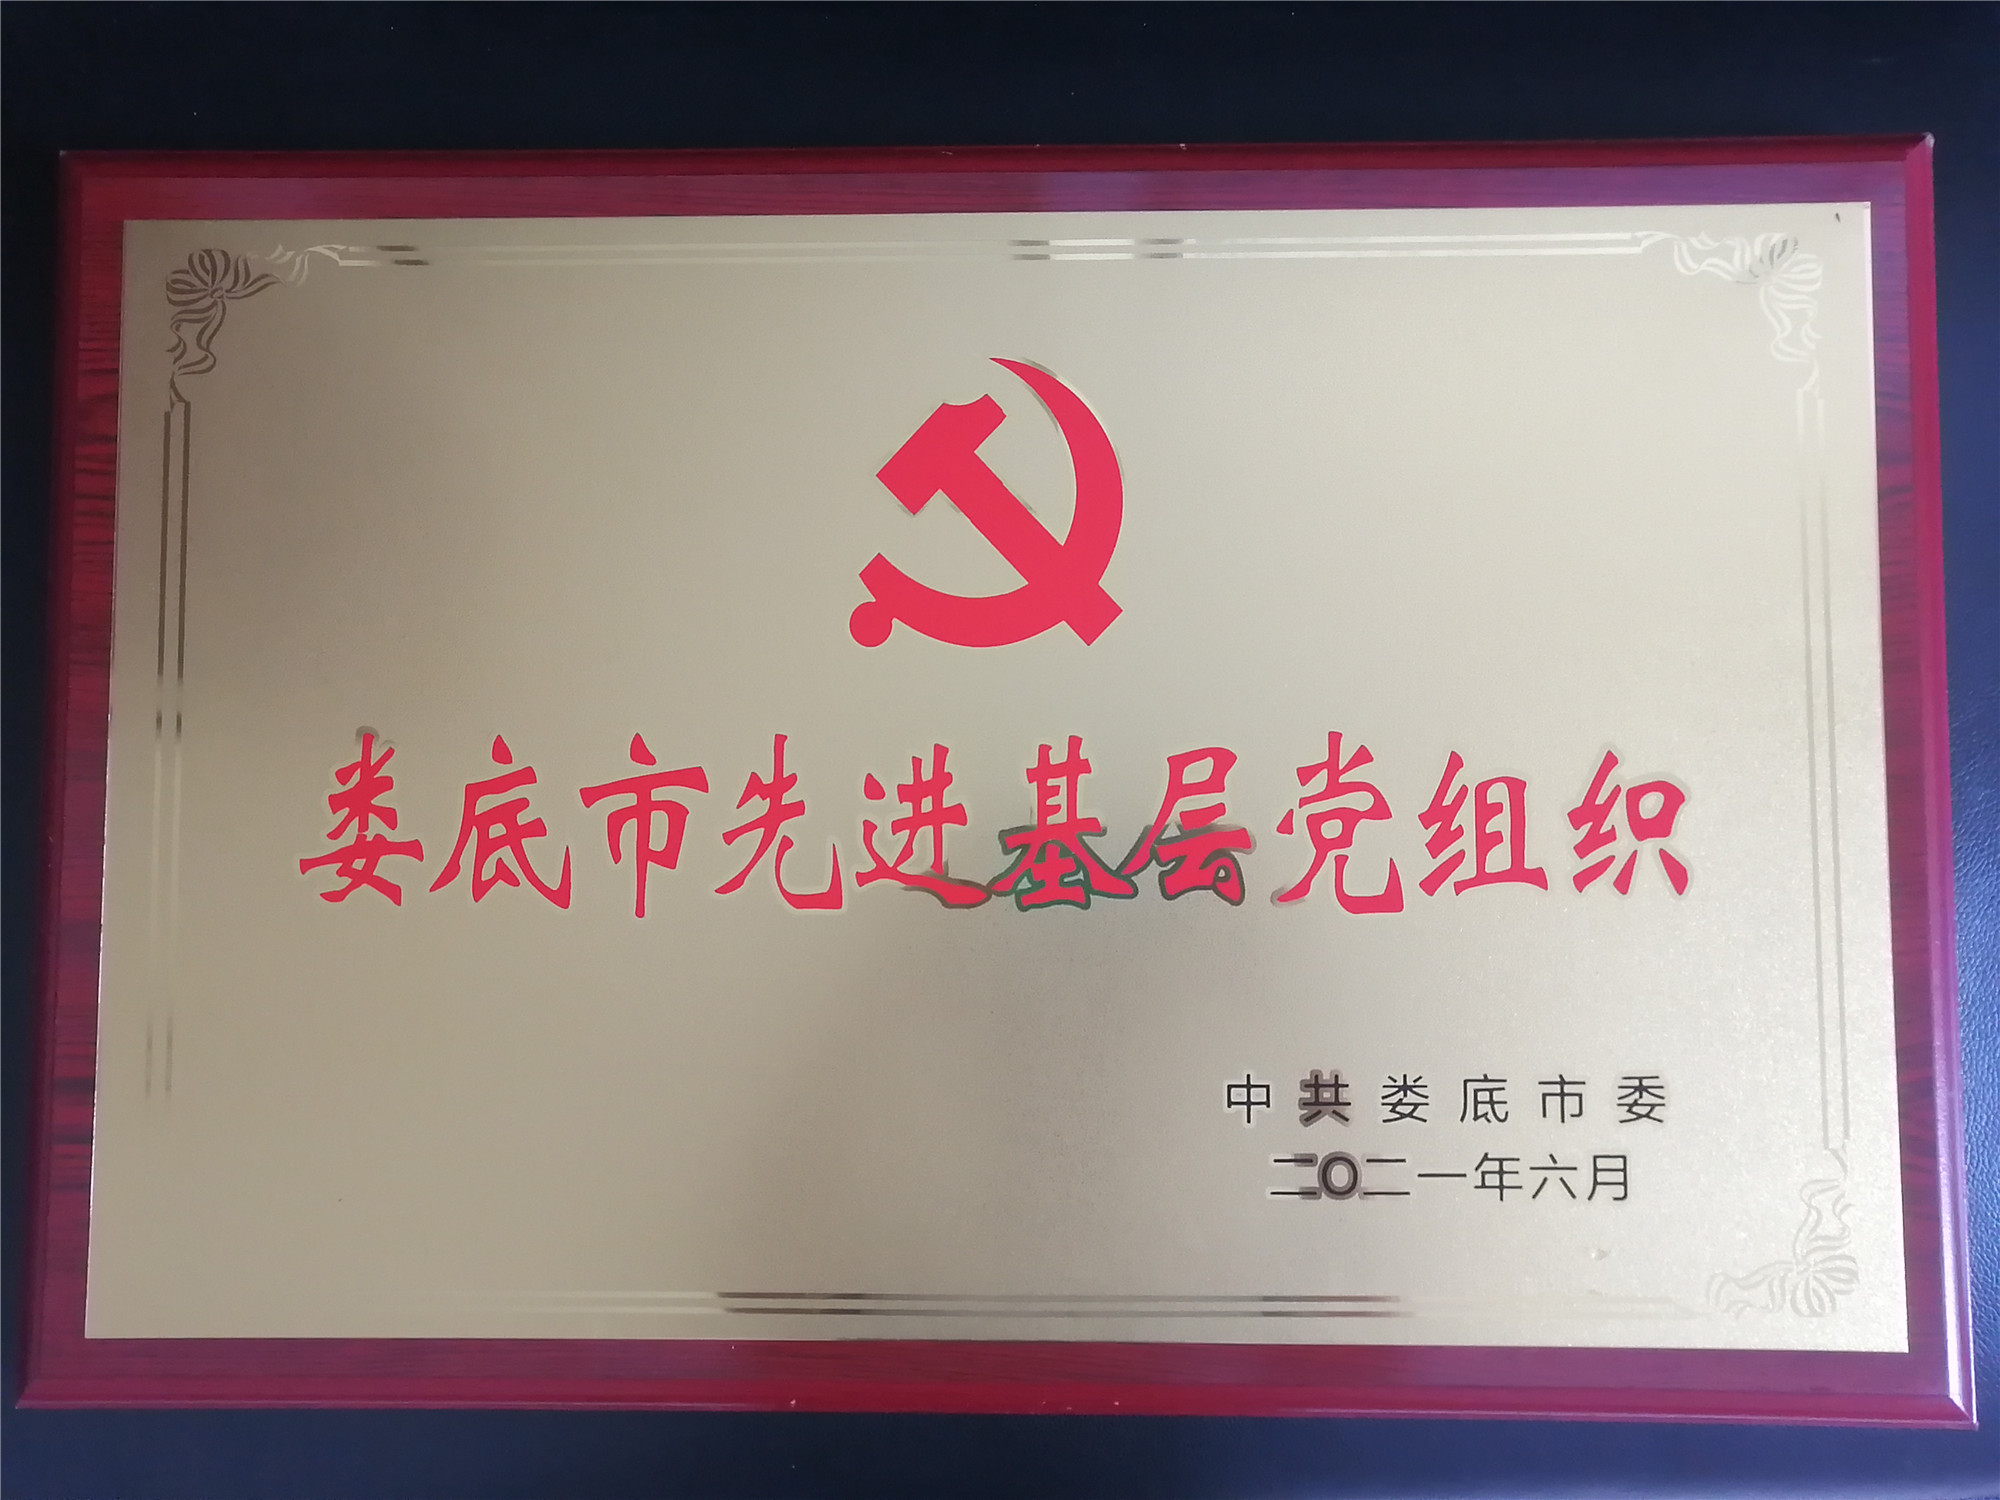 娄底市先进基层党组织
中共娄底市委
二〇二一年六月